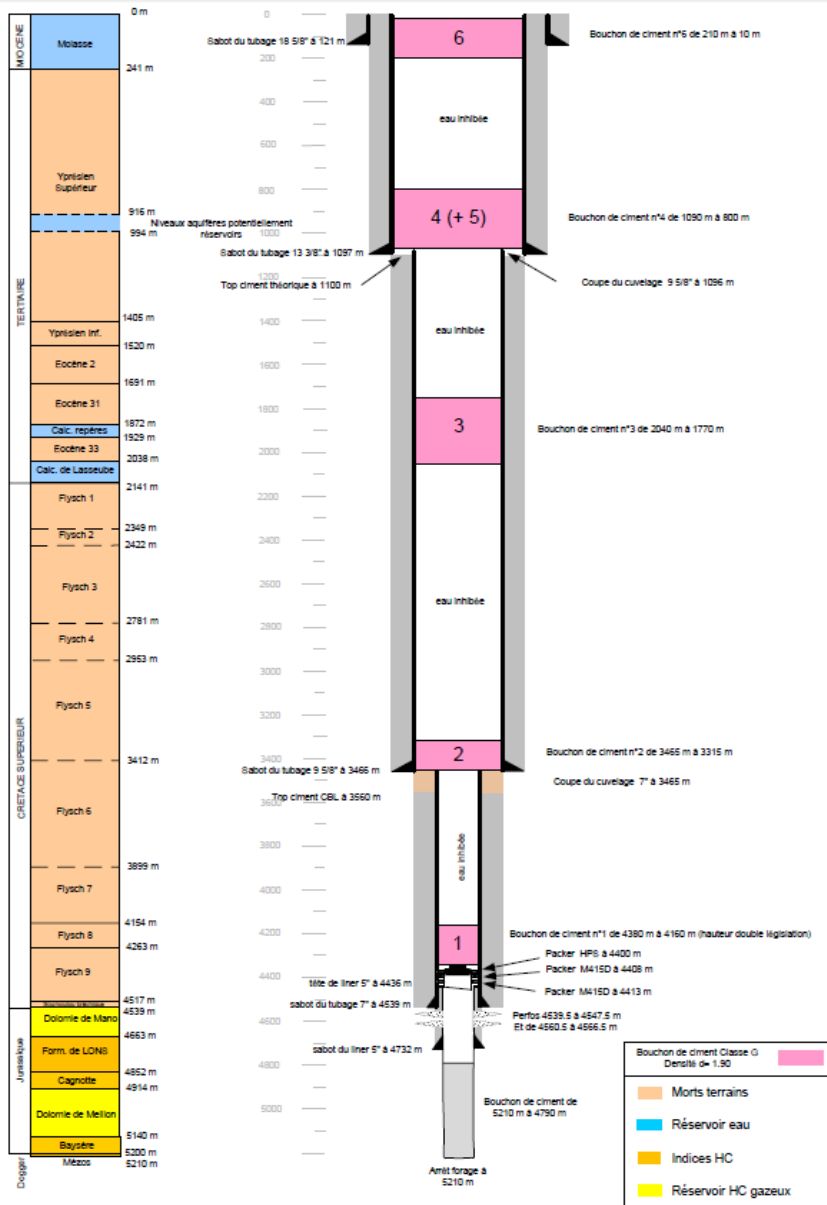 MIOCENE
TERTIAIRE
CRETACE SUPERIEUR
Jurassique
Dogger
0 m
Molasse
241 m
Yprésien
Supérieur
916 m
Niveaux aquifères potentiellement
réservoirs
994 m
1405 m
Yprésien Inf.
1520 m
Eocène 2
1691 m
Eocène 31
1872 m
Calc. repères
1929 m
Eocène 33
2038 m
Calc. de Lasseube
2141 m
Flysch 1
2349 m
Flysch 2
2422 m
Flysch 3
2781 m
Flysch 4
2953 m
Flysch 5
3412 m
Flysch 6
3899 m
Flysch 7
4154 m
Flysch 8
4263 m
Flysch 9
4517 m
4539 m
Dolomie de Mano
4663 m
Form. de LONS
4852 m
Cagnotte
4914 m
Dolomie de Meillon
5140 m
Baysère
5200 m
Mézos
5210 m
0
200
400
600
800
1000
1200
1400
1600
1800
2000
2200
2400
2600
2800
3000
3200
3400
3600
3800
4000
4200
4400
4600
4800
5000
Sabot du tubage 18 5/8" à 121 m
6
Bouchon de ciment n°6 de 210 m à 10 m
eau inhibée
4 (+ 5)
Bouchon de ciment n°4 de 1090 m à 800 m
Sabot du tubage 13 3/8" à 1097 m
Top ciment théorique à 1100 m
Coupe du cuvelage 9 5/8" à 1096 m
eau inhibée
3
Bouchon de ciment n°3 de 2040 m à 1770 m
eau inhibée
2
Bouchon de ciment n°2 de 3465 m à 3315 m
Sabot du tubage 9 5/8" à 3466 m
Coupe du cuvelage 7" à 3465 m
Top ciment CBL à 3560 m
eau inhibée
1
Bouchon de ciment n°1 de 4380 m à 4160 m (hauteur double législation)
Packer HPS à 4400 m
Packer M415D à 4408 m
tête de liner 5" à 4436 m
Packer M415D à 4413 m
sabot du tubage 7" à 4539 m
Perfos 4539.5 m à 4547.5 m
Et de 4560.5 à 4566.5 m
sabot du liner 5" à 4732 m
Bouchon de ciment de
5210 m à 4790 m
Arrêt forage à
5210 m
Bouchon de ciment Classe G
Densité d= 1.90
Morts terrains
Réservoir eau
Indices HC
Réservoir HC gazeux